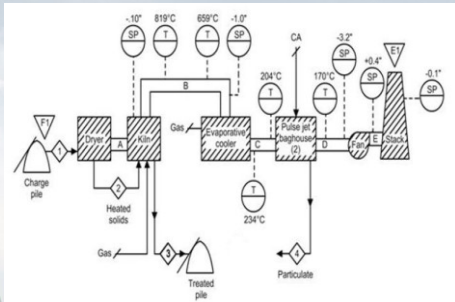 -.10" 819°C 659°C -1.0"
SP T T SP
CA
-3.2"
SP
E1
+0.4"
SP
-0.1"
SP
204°C 170°C
T T
B
F1
Gas
Dryer A Kiln
Evaporative
cooler
C
Pulse jet
baghouse
(2)
D Fan E Stack
1
Charge
pile
2
Heated
solids
T
234°C
Gas
3
4
Treated
pile
Particulate